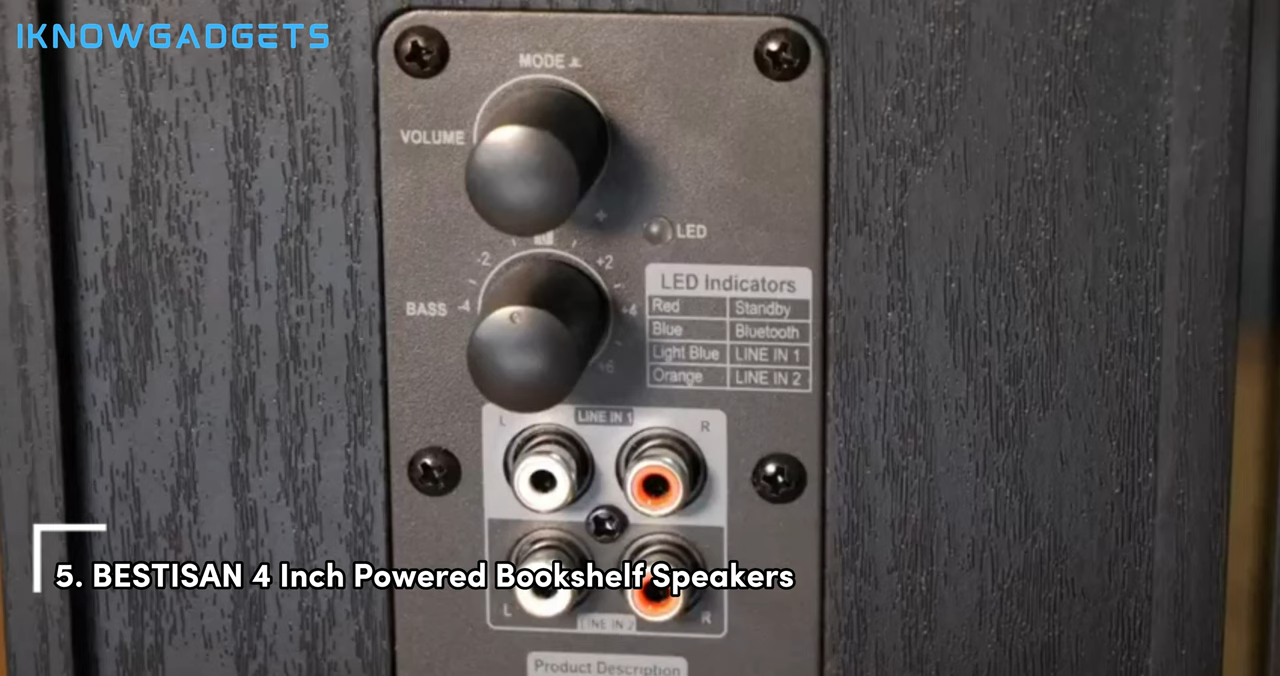 IKNOWGADGETS
MODE
VOLUME
+
LED
-2
+2
BASS
-4
+4
+6
LED Indicators
Red Standby
Blue Bluetooth
Light Blue LINE IN 1
Orange LINE IN 2
L LINE IN 1 R
5. BESTISAN 4 Inch Powered Bookshelf Speakers
L LINE IN 2 R
Product Description